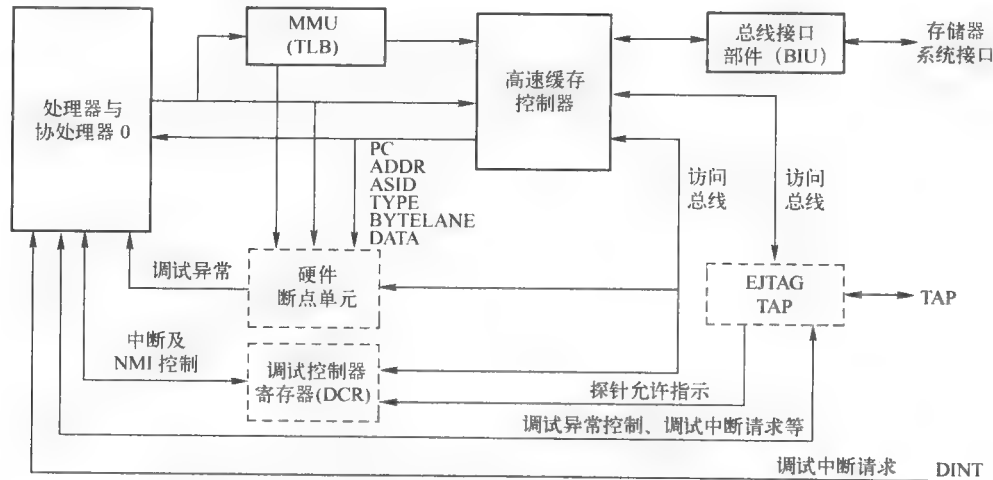 MMU
(TLB)
总线接口
部件（BIU）
存储器
系统接口
高速缓存
控制器
处理器与
协处理器 0
PC
ADDR
ASID
TYPE
BYTELANE
DATA
访问
总线
访问
总线
调试异常
硬件
断点单元
EJTAG
TAP
TAP
中断及
NMI 控制
调试控制器
寄存器(DCR)
探针允许指示
调试异常控制、调试中断请求等
调试中断请求
DINT